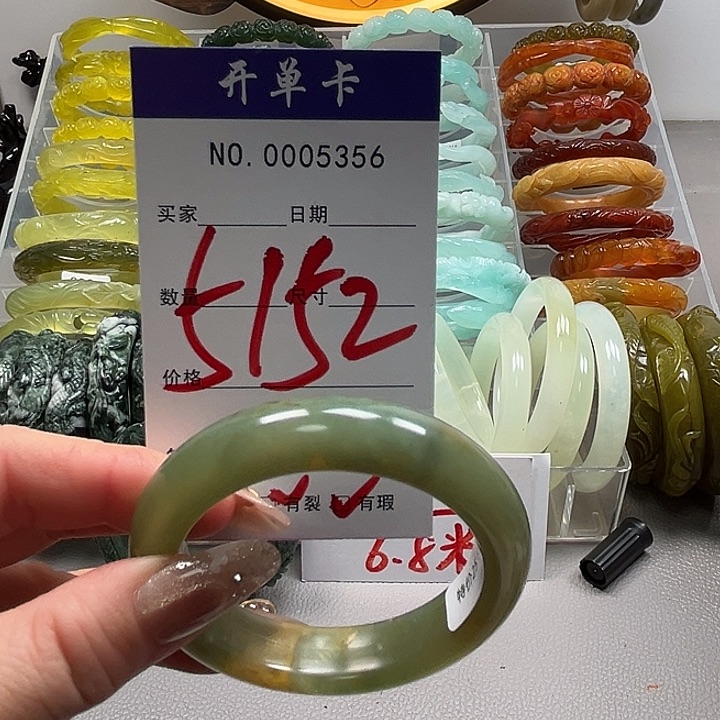 开单卡
NO.0005356
买家 日期
数量 尺寸
5152
价格
有裂 有瑕
6-8米